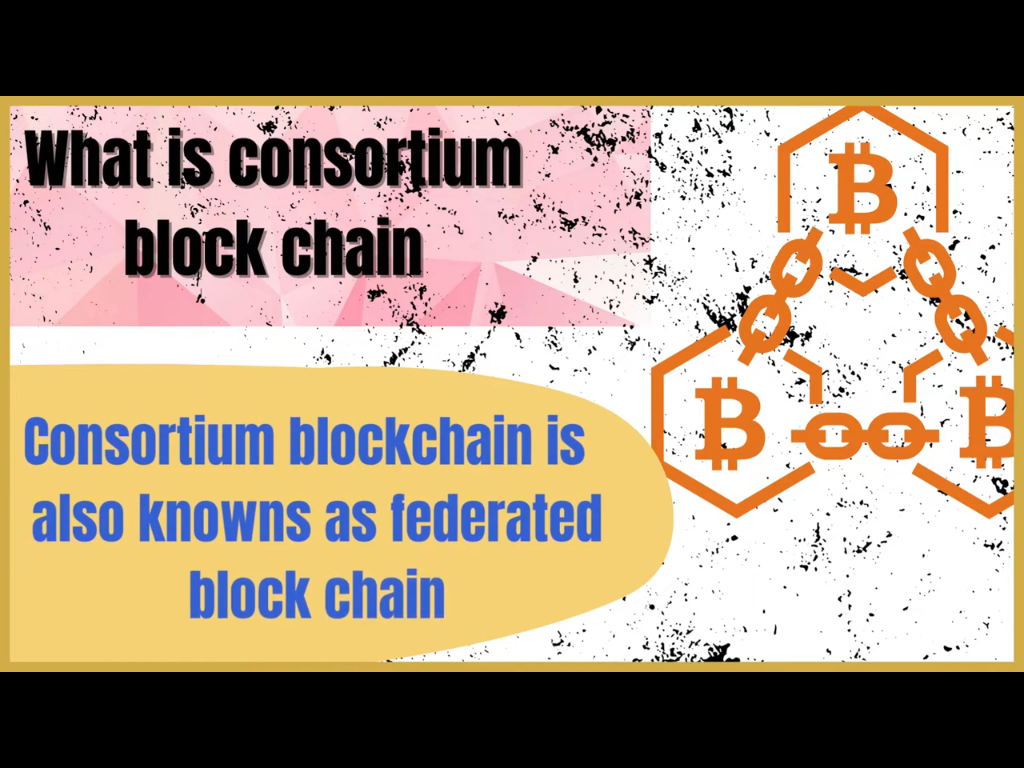 What is consortium
block chain
Consortium blockchain is
also knowns as federated
block chain